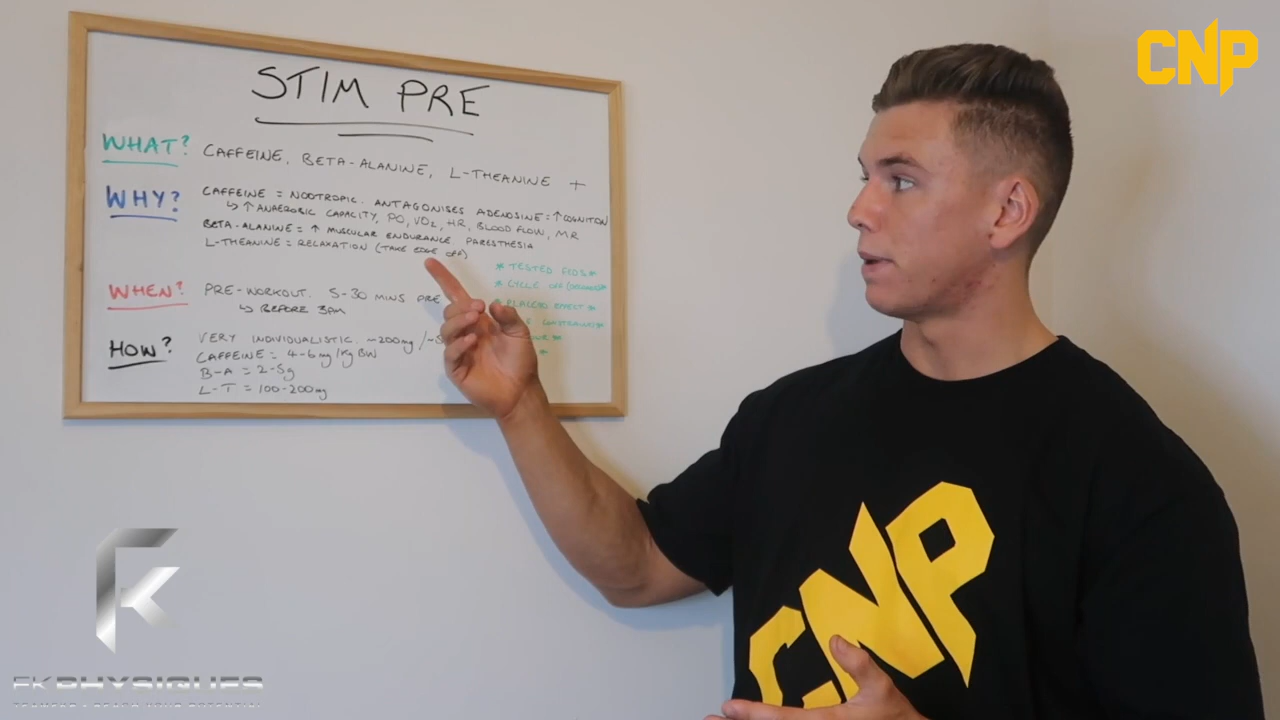 CNP
STIM PRE
WHAT? CAFFEINE, BETA-ALANINE, L-THEANINE +
WHY? CAFFEINE = NOOTROPIC. ANTAGONISES ADENOSINE = ↑COGNITION
↳ ↑ ANAEROBIC CAPACITY, PO, VO2, HR, BLOOD FLOW, MR
BETA-ALANINE = ↑ MUSCULAR ENDURANCE. PARESTHESIA
L-THEANINE = RELAXATION (TAKE EDGE OFF)
* TESTED FEDS *
* CYCLE OFF
WHEN? PRE-WORKOUT. 5-30 MINS PRE
↳ BEFORE 3PM
* PLACEBO EFFECT *
HOW? VERY INDIVIDUALISTIC. ~200mg /
CAFFEINE = 4-6mg/Kg BW
B-A = 2-5g
L-T = 100-200mg
CNP
FK
FK PHYSIQUES